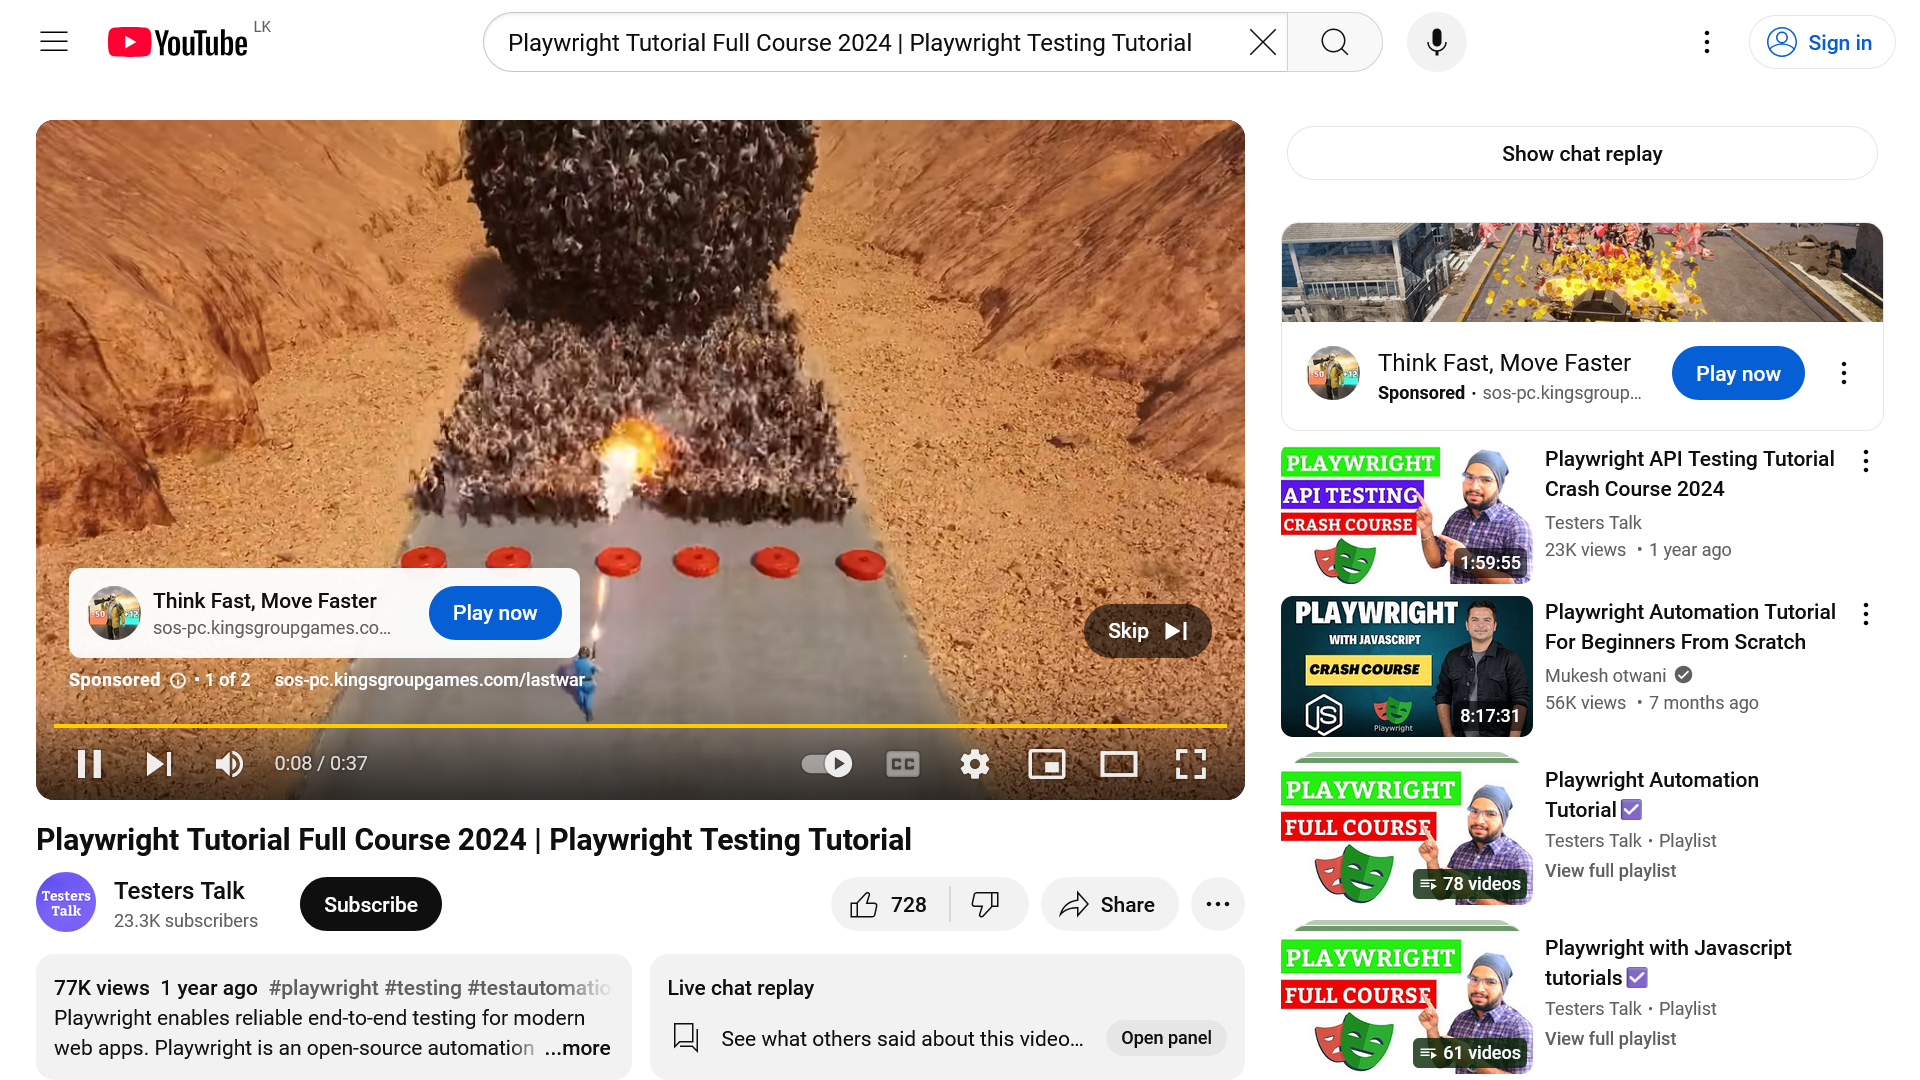 YouTube LK
Playwright Tutorial Full Course 2024 | Playwright Testing Tutorial
Sign in
Think Fast, Move Faster
sos-pc.kingsgroupgames.co...
Play now
Skip
Sponsored • 1 of 2 sos-pc.kingsgroupgames.com/lastwar
0:08 / 0:37
CC
Playwright Tutorial Full Course 2024 | Playwright Testing Tutorial
Testers Talk
Testers Talk
23.3K subscribers
Subscribe
728
Share
77K views 1 year ago #playwright #testing #testautomatio
Playwright enables reliable end-to-end testing for modern
web apps. Playwright is an open-source automation ...more
Live chat replay
See what others said about this video...
Open panel
Show chat replay
Think Fast, Move Faster
Sponsored · sos-pc.kingsgroup...
Play now
PLAYWRIGHT
API TESTING
CRASH COURSE
1:59:55
Playwright API Testing Tutorial
Crash Course 2024
Testers Talk
23K views • 1 year ago
PLAYWRIGHT
WITH JAVASCRIPT
CRASH COURSE
JS
Playwright
8:17:31
Playwright Automation Tutorial
For Beginners From Scratch
Mukesh otwani
56K views • 7 months ago
PLAYWRIGHT
FULL COURSE
78 videos
Playwright Automation
Tutorial☑️
Testers Talk • Playlist
View full playlist
PLAYWRIGHT
FULL COURSE
61 videos
Playwright with Javascript
tutorials☑️
Testers Talk • Playlist
View full playlist